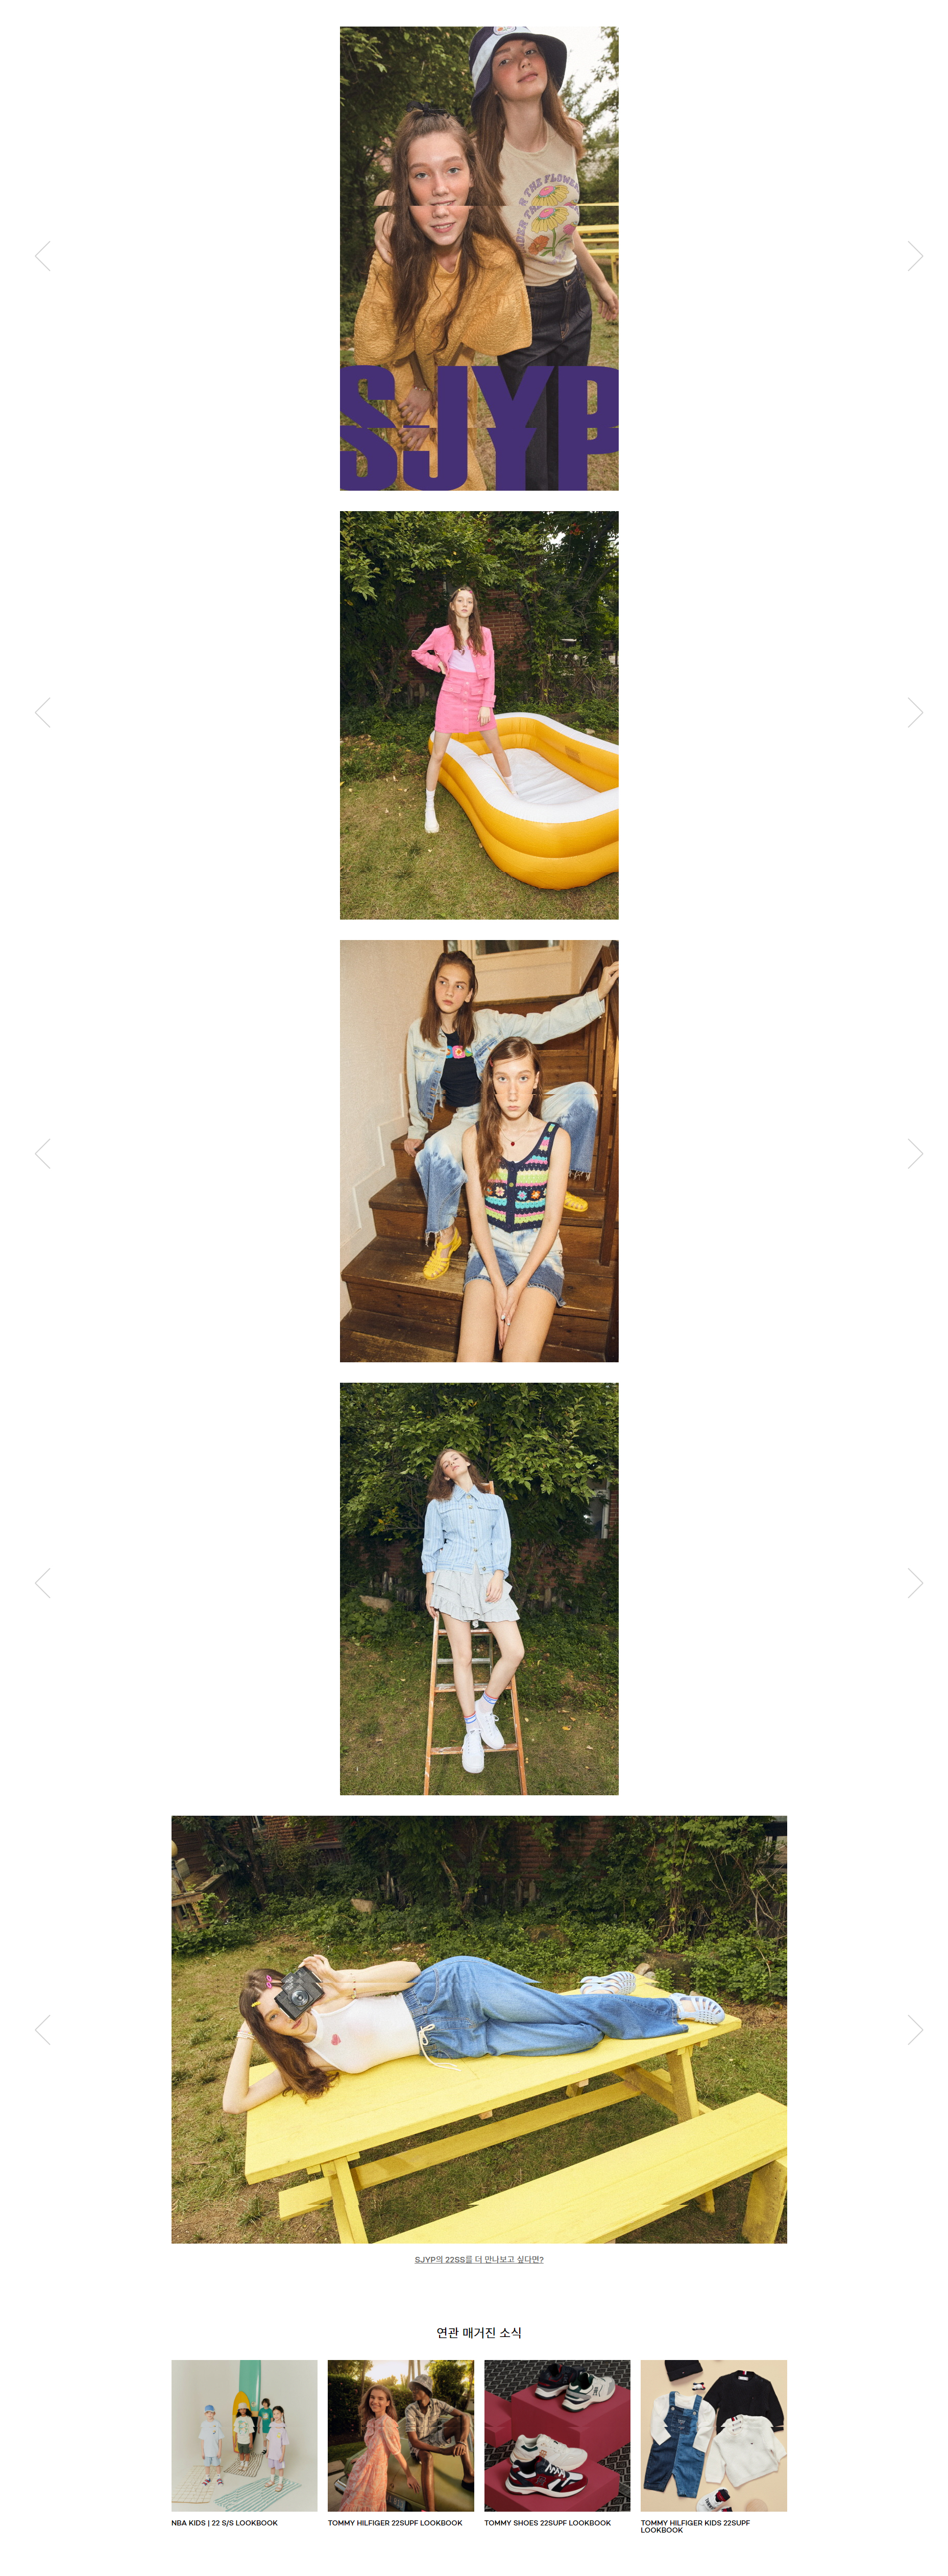 R THE FLOWE
SJYP
SJYP의 22SS를 더 만나보고 싶다면?
연관 매거진 소식
NBA KIDS | 22 S/S LOOKBOOK
TOMMY HILFIGER 22SUPF LOOKBOOK
TOMMY SHOES 22SUPF LOOKBOOK
TOMMY HILFIGER KIDS 22SUPF
LOOKBOOK